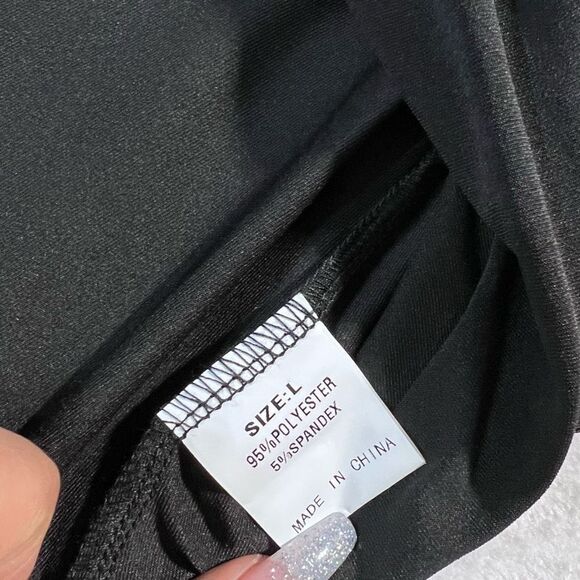 SIZE:L
95%POLYESTER
5%SPANDEX
MADE IN CHINA